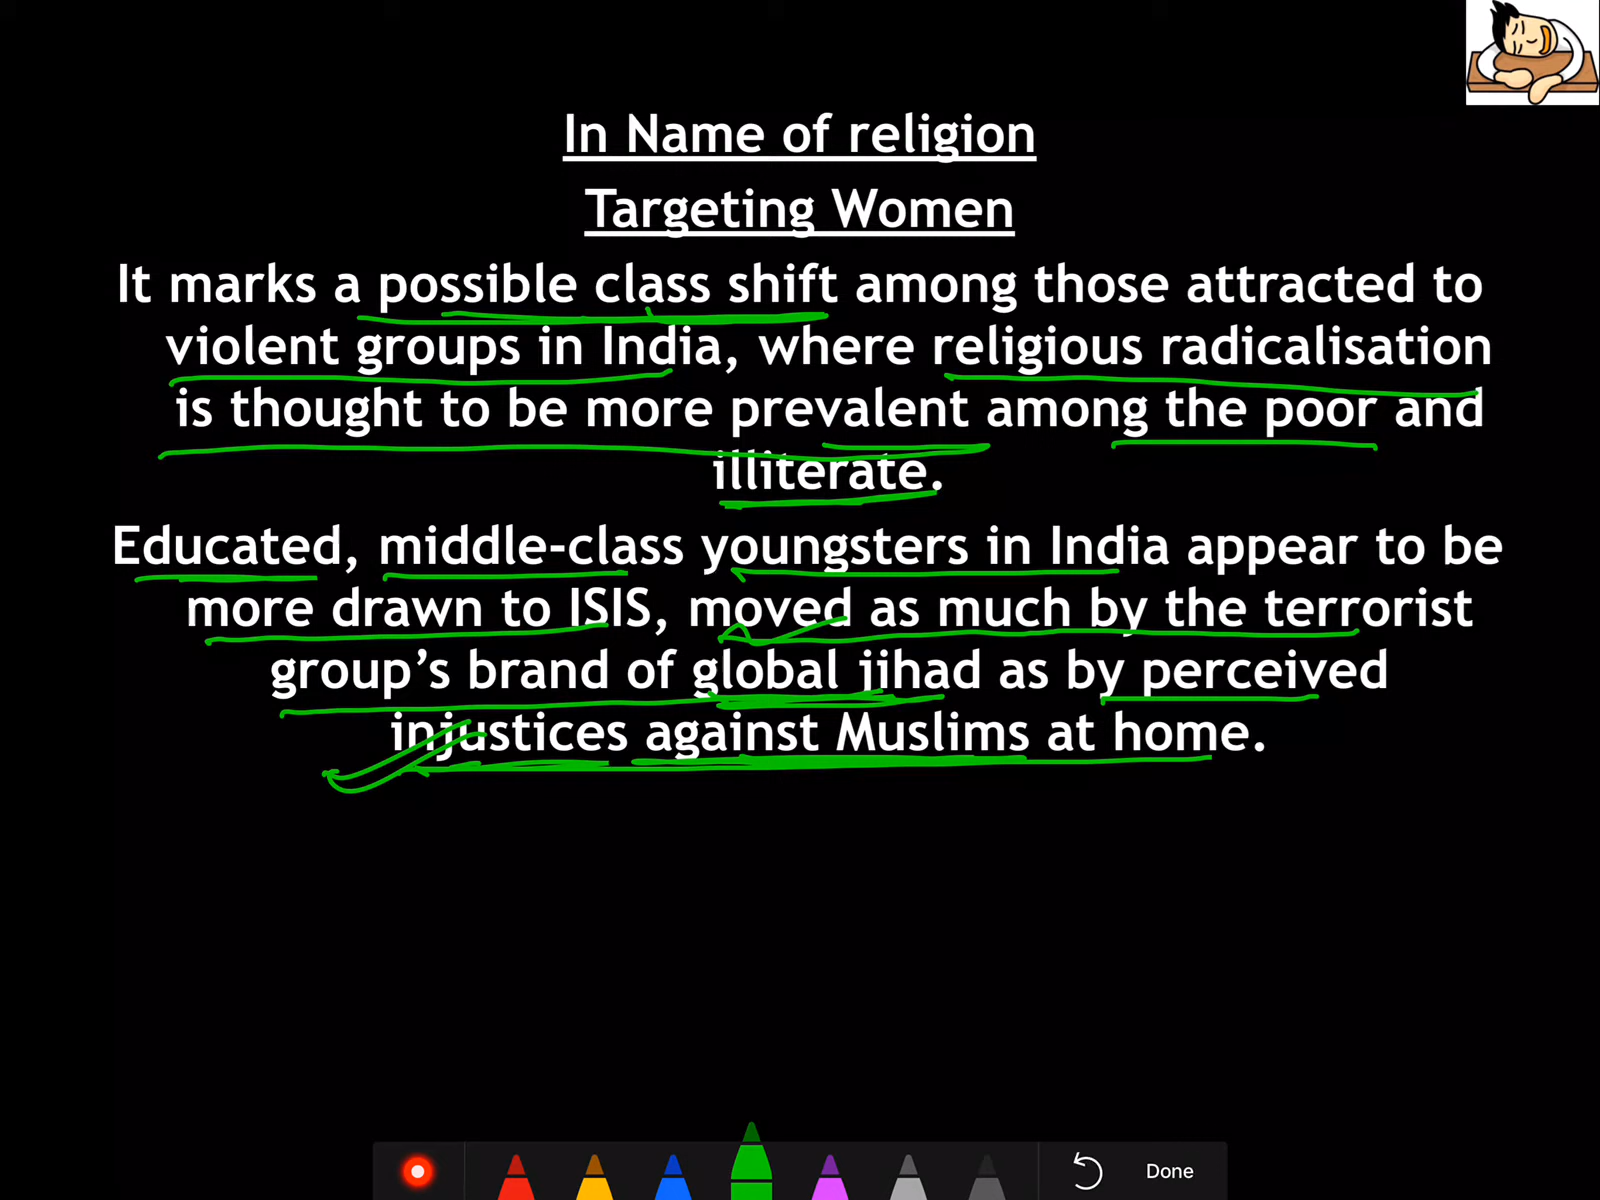 In Name of religion
Targeting Women
It marks a possible class shift among those attracted to
violent groups in India, where religious radicalisation
is thought to be more prevalent among the poor and
illiterate.
Educated, middle-class youngsters in India appear to be
more drawn to ISIS, moved as much by the terrorist
group’s brand of global jihad as by perceived
injustices against Muslims at home.
Done